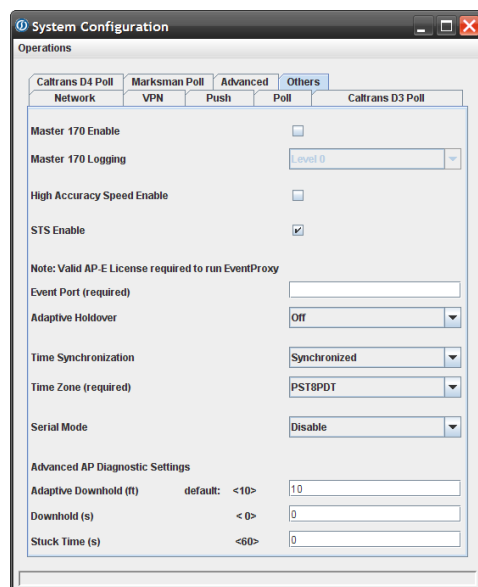 System Configuration
Operations
Caltrans D4 Poll Marksman Poll Advanced Others
Network VPN Push Poll Caltrans D3 Poll
Master 170 Enable
Master 170 Logging Level 0
High Accuracy Speed Enable
STS Enable
Note: Valid AP-E License required to run EventProxy
Event Port (required)
Adaptive Holdover Off
Time Synchronization Synchronized
Time Zone (required) PST8PDT
Serial Mode Disable
Advanced AP Diagnostic Settings
Adaptive Downhold (ft) default: <10> 10
Downhold (s) < 0> 0
Stuck Time (s) <60> 0